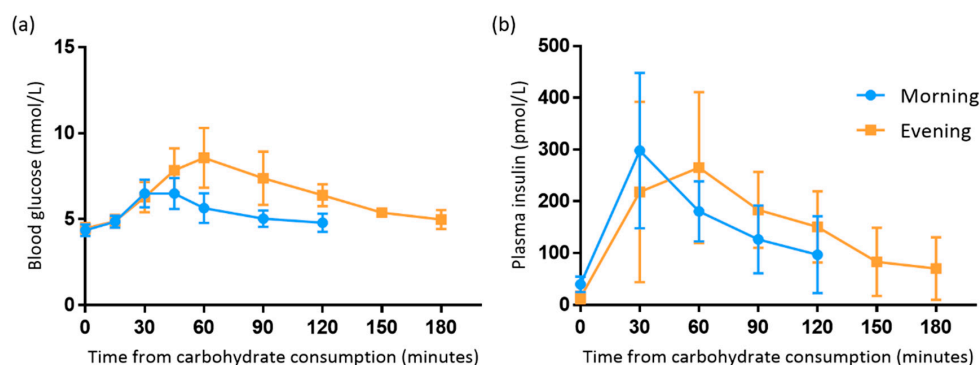 (a)
15
10
5
0
Blood glucose (mmol/L)
0 30 60 90 120 150 180
Time from carbohydrate consumption (minutes)
(b)
500
400
300
200
100
0
Plasma insulin (pmol/L)
0 30 60 90 120 150 180
Time from carbohydrate consumption (minutes)
Morning
Evening